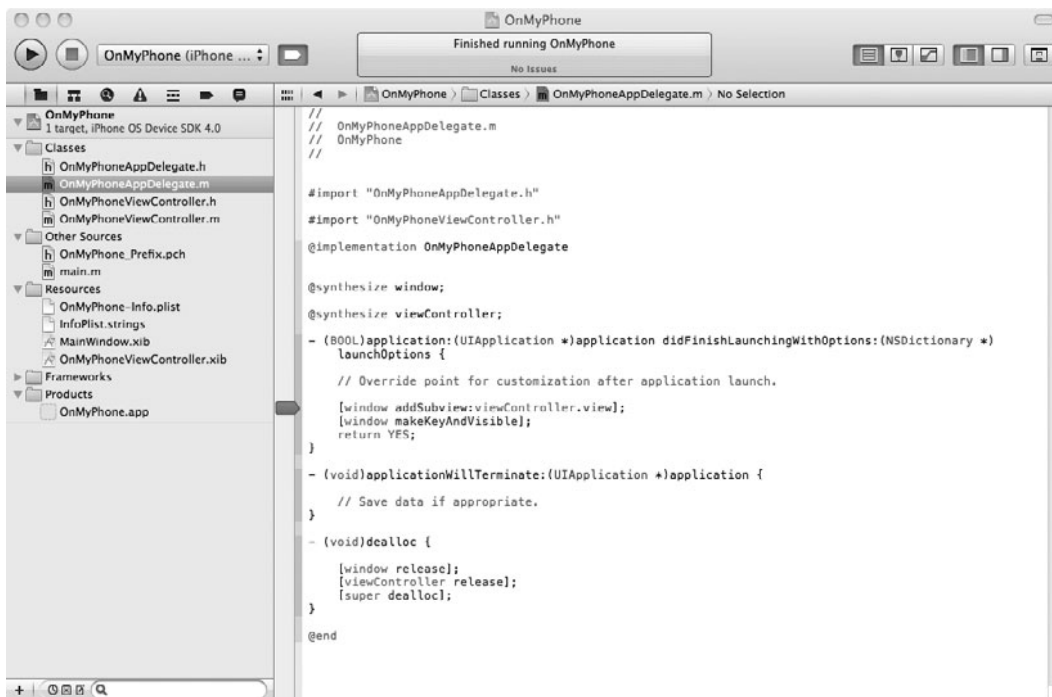 OnMyPhone
OnMyPhone (iPhone ...
Finished running OnMyPhone
No Issues
OnMyPhone
1 target, iPhone OS Device SDK 4.0
Classes
h OnMyPhoneAppDelegate.h
m OnMyPhoneAppDelegate.m
h OnMyPhoneViewController.h
m OnMyPhoneViewController.m
Other Sources
h OnMyPhone_Prefix.pch
m main.m
Resources
OnMyPhone-Info.plist
InfoPlist.strings
MainWindow.xib
OnMyPhoneViewController.xib
Frameworks
Products
OnMyPhone.app
OnMyPhone Classes m OnMyPhoneAppDelegate.m No Selection
//
// OnMyPhoneAppDelegate.m
// OnMyPhone
//
#import "OnMyPhoneAppDelegate.h"
#import "OnMyPhoneViewController.h"
@implementation OnMyPhoneAppDelegate
@synthesize window;
@synthesize viewController;
- (BOOL)application:(UIApplication *)application didFinishLaunchingWithOptions:(NSDictionary *)
launchOptions {
// Override point for customization after application launch.
[window addSubview:viewController.view];
[window makeKeyAndVisible];
return YES;
}
- (void)applicationWillTerminate:(UIApplication *)application {
// Save data if appropriate.
}
- (void)dealloc {
[window release];
[viewController release];
[super dealloc];
}
@end